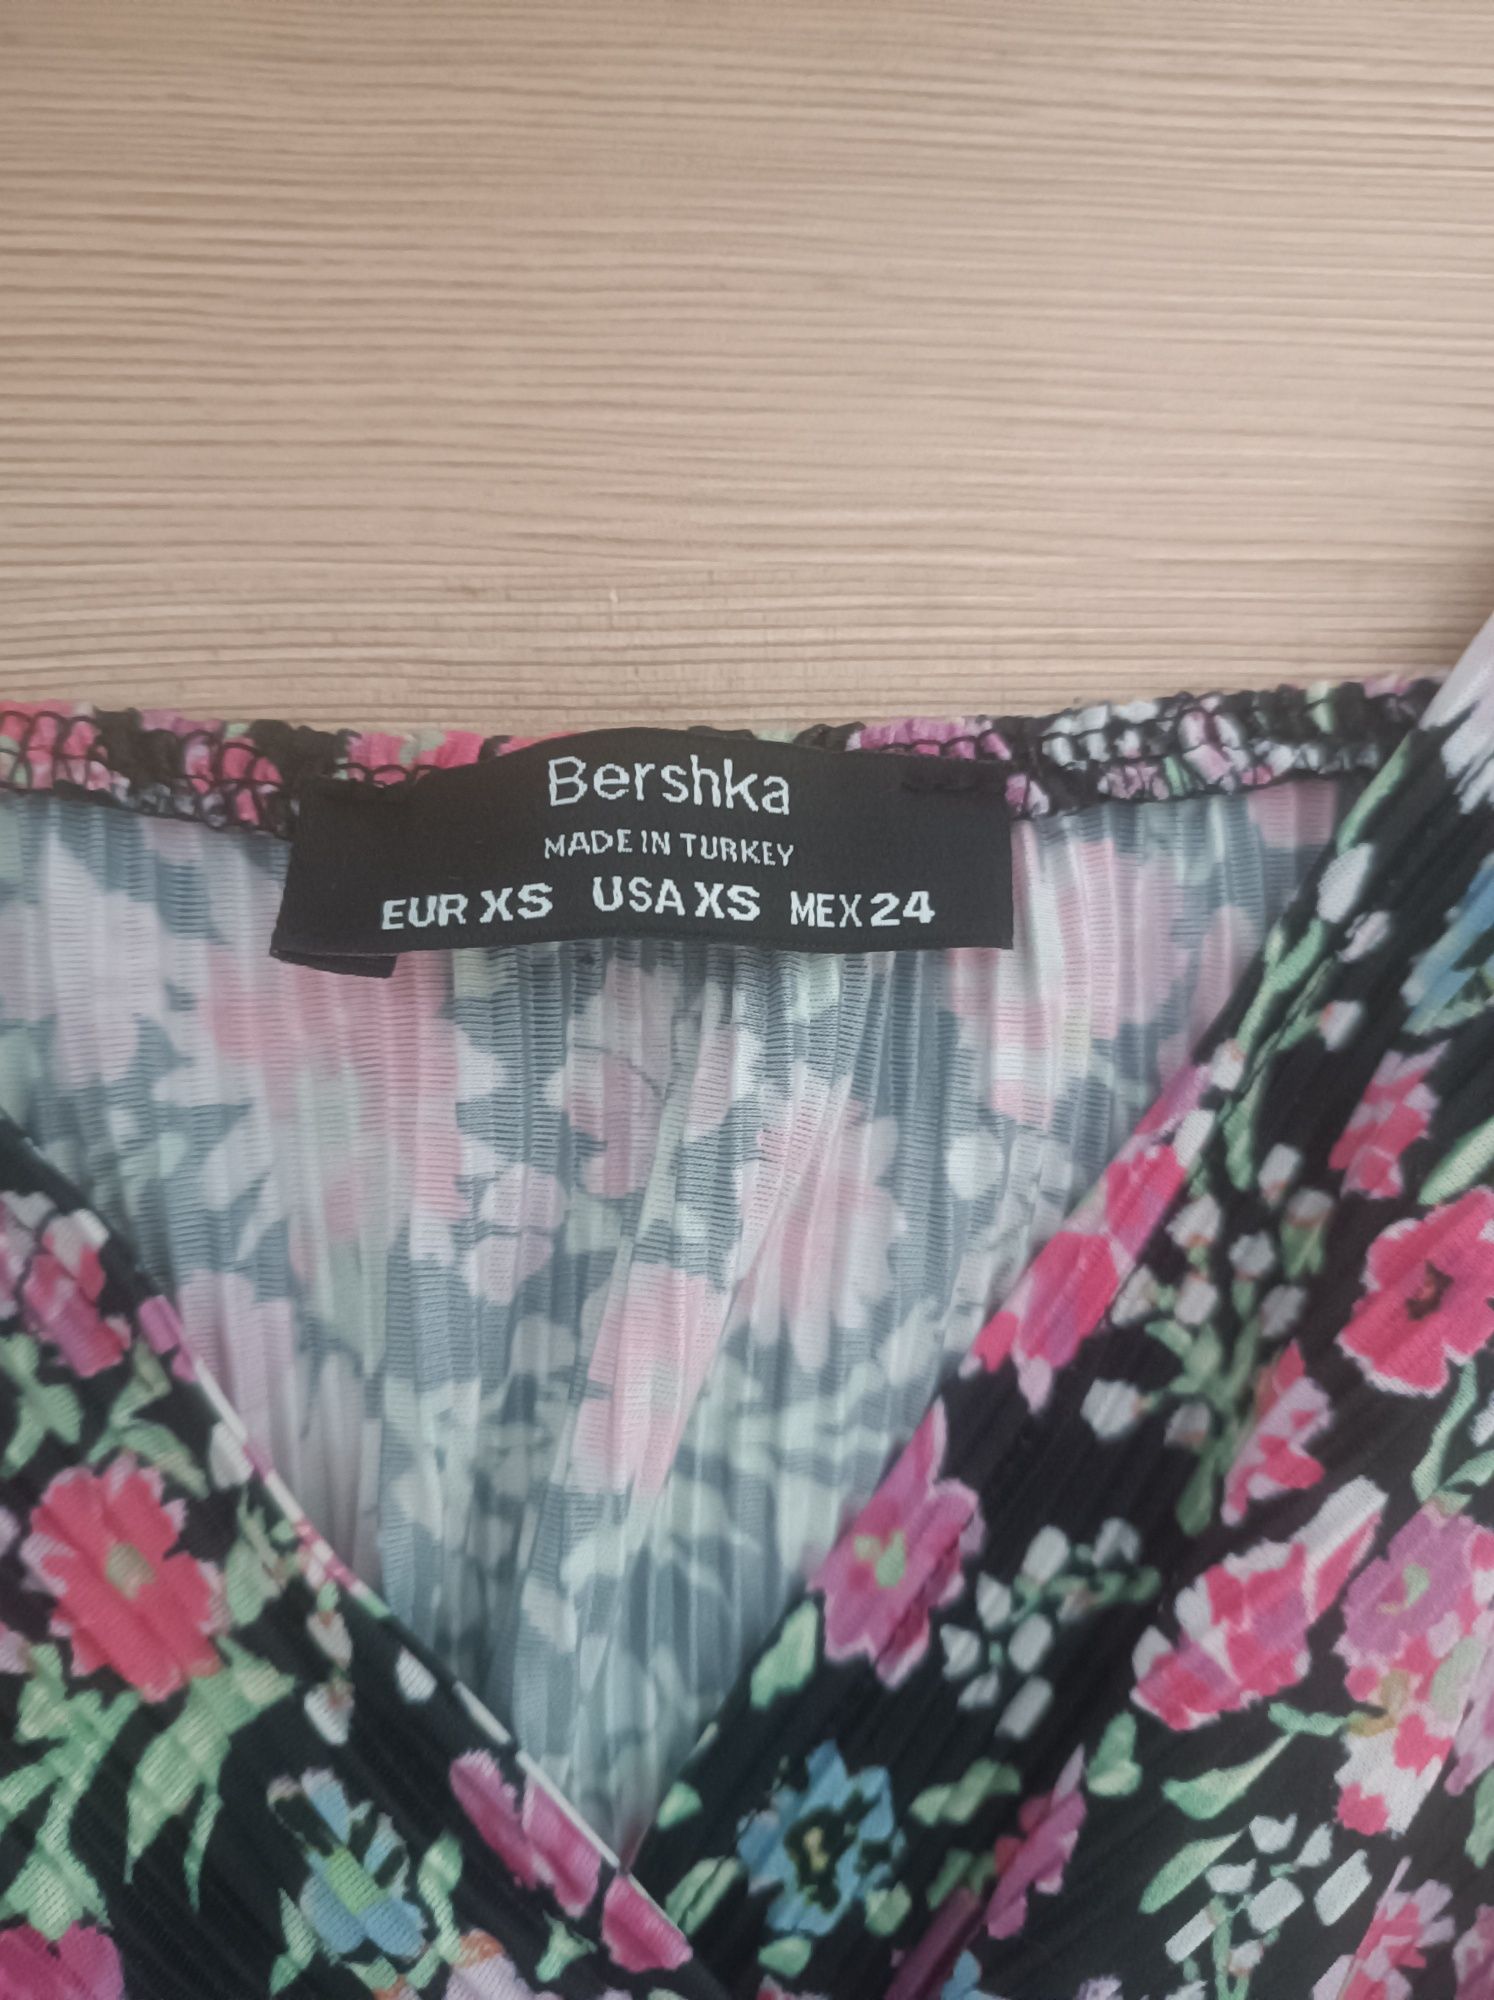 Bershka
MADE IN TURKEY
EUR XS USA XS MEX 24